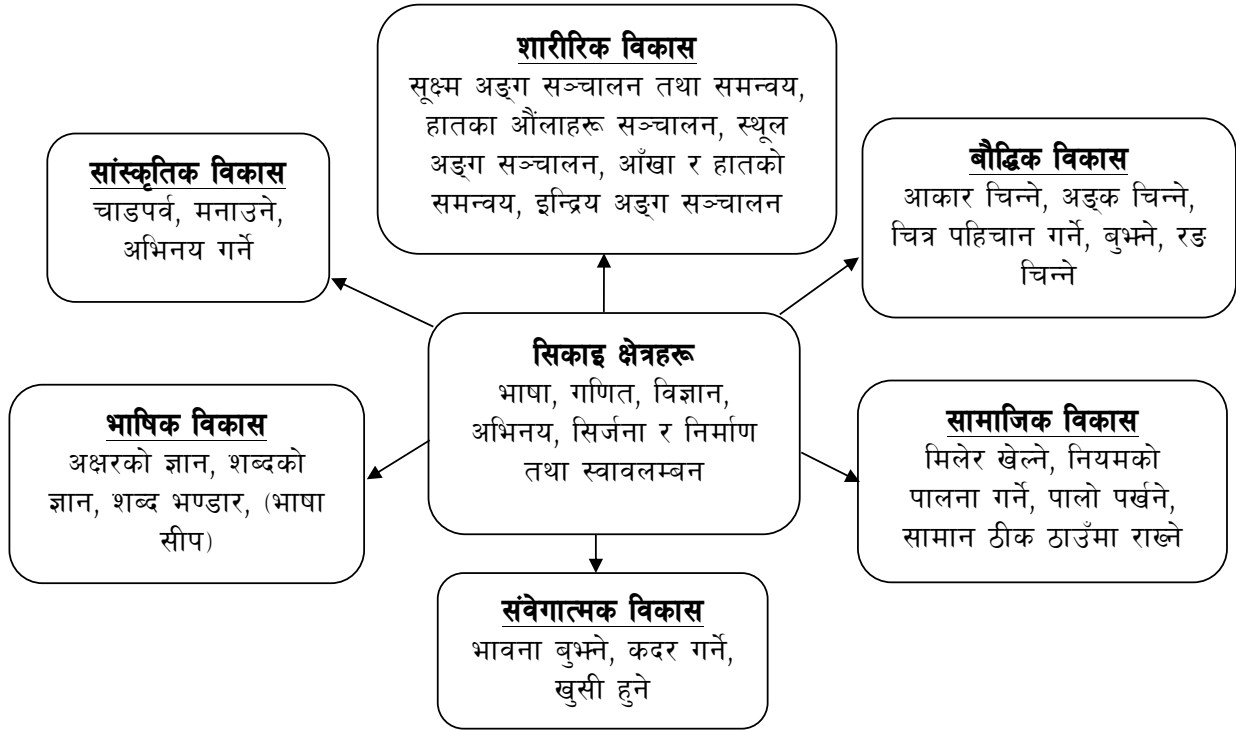 शारीरिक विकास
सूक्ष्म अङ्ग सञ्चालन तथा समन्वय,
हातका औंलाहरू सञ्चालन, स्थूल
अङ्ग सञ्चालन, आँखा र हातको
समन्वय, इन्द्रिय अङ्ग सञ्चालन
सांस्कृतिक विकास
चाडपर्व, मनाउने,
अभिनय गर्ने
बौद्धिक विकास
आकार चिन्ने, अङ्क चिन्ने,
चित्र पहिचान गर्ने, बुझ्ने, रङ
चिन्ने
सिकाइ क्षेत्रहरू
भाषा, गणित, विज्ञान,
अभिनय, सिर्जना र निर्माण
तथा स्वावलम्बन
भाषिक विकास
अक्षरको ज्ञान, शब्दको
ज्ञान, शब्द भण्डार, (भाषा
सीप)
सामाजिक विकास
मिलेर खेल्ने, नियमको
पालना गर्ने, पालो पर्खने,
सामान ठीक ठाउँमा राख्ने
संवेगात्मक विकास
भावना बुझ्ने, कदर गर्ने,
खुसी हुने